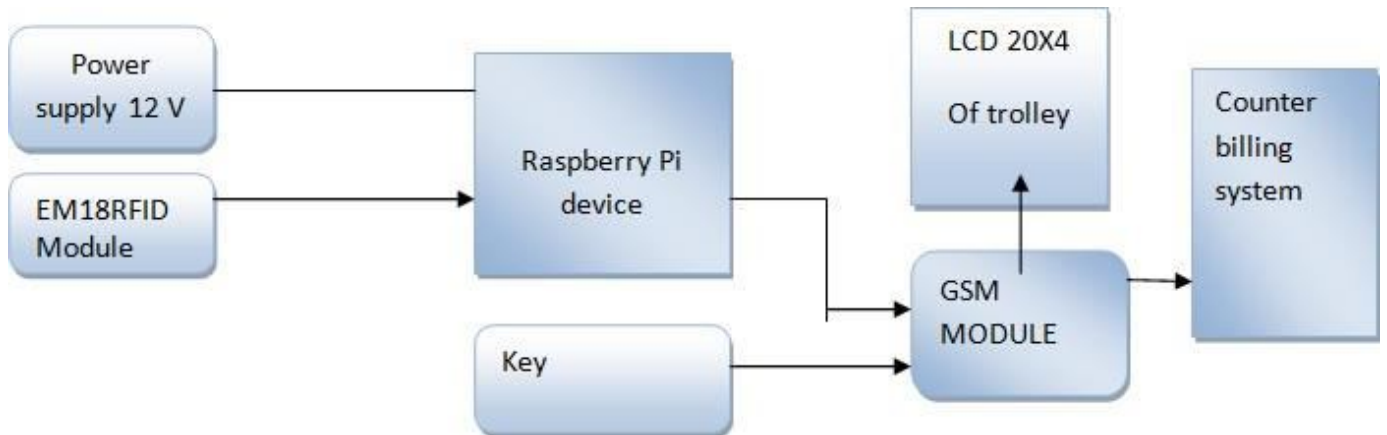 Power
supply 12 V
EM18RFID
Module
Raspberry Pi
device
Key
LCD 20X4
Of trolley
GSM
MODULE
Counter
billing
system